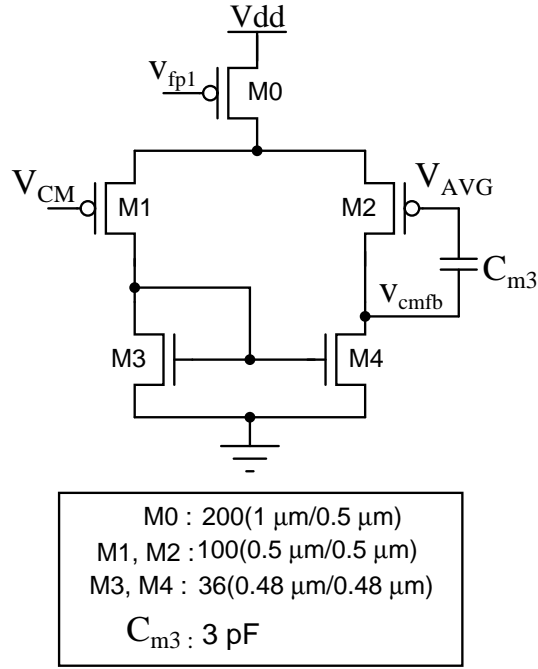 Vdd
V_fp1
M0
V_CM
M1
M2
V_AVG
C_m3
V_cmfb
M3
M4
M0 : 200(1 μm/0.5 μm)
M1, M2 : 100(0.5 μm/0.5 μm)
M3, M4 : 36(0.48 μm/0.48 μm)
C_m3 : 3 pF